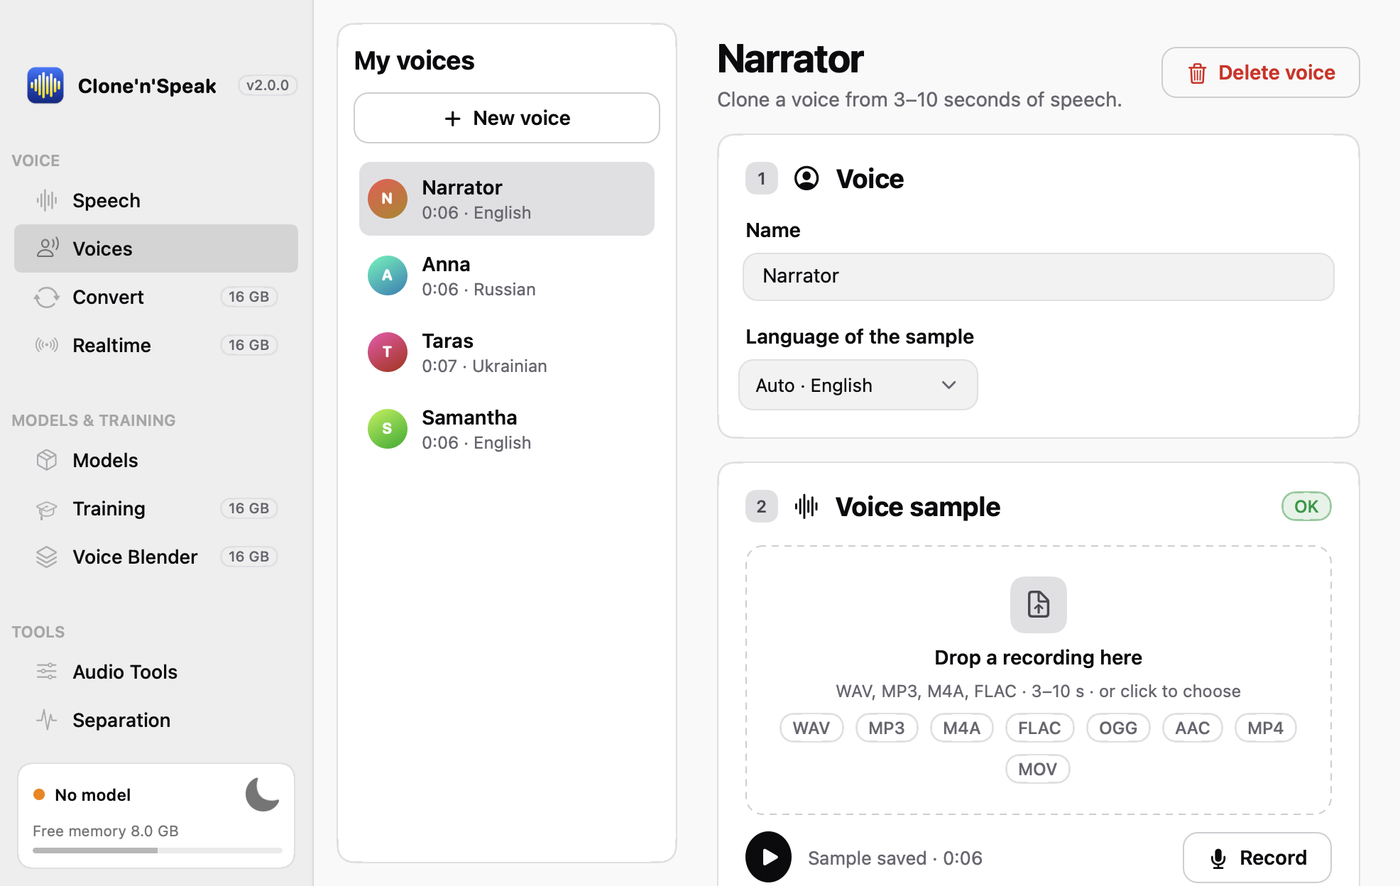 Clone'n'Speak v2.0.0
VOICE
Speech
Voices
Convert 16 GB
Realtime 16 GB
MODELS & TRAINING
Models
Training 16 GB
Voice Blender 16 GB
TOOLS
Audio Tools
Separation
No model
Free memory 8.0 GB
My voices
+ New voice
N
Narrator
0:06 · English
A
Anna
0:06 · Russian
T
Taras
0:07 · Ukrainian
S
Samantha
0:06 · English
Narrator
Clone a voice from 3–10 seconds of speech.
Delete voice
1 Voice
Name
Narrator
Language of the sample
Auto · English
2 Voice sample OK
Drop a recording here
WAV, MP3, M4A, FLAC · 3–10 s · or click to choose
WAV MP3 M4A FLAC OGG AAC MP4
MOV
Sample saved · 0:06
Record